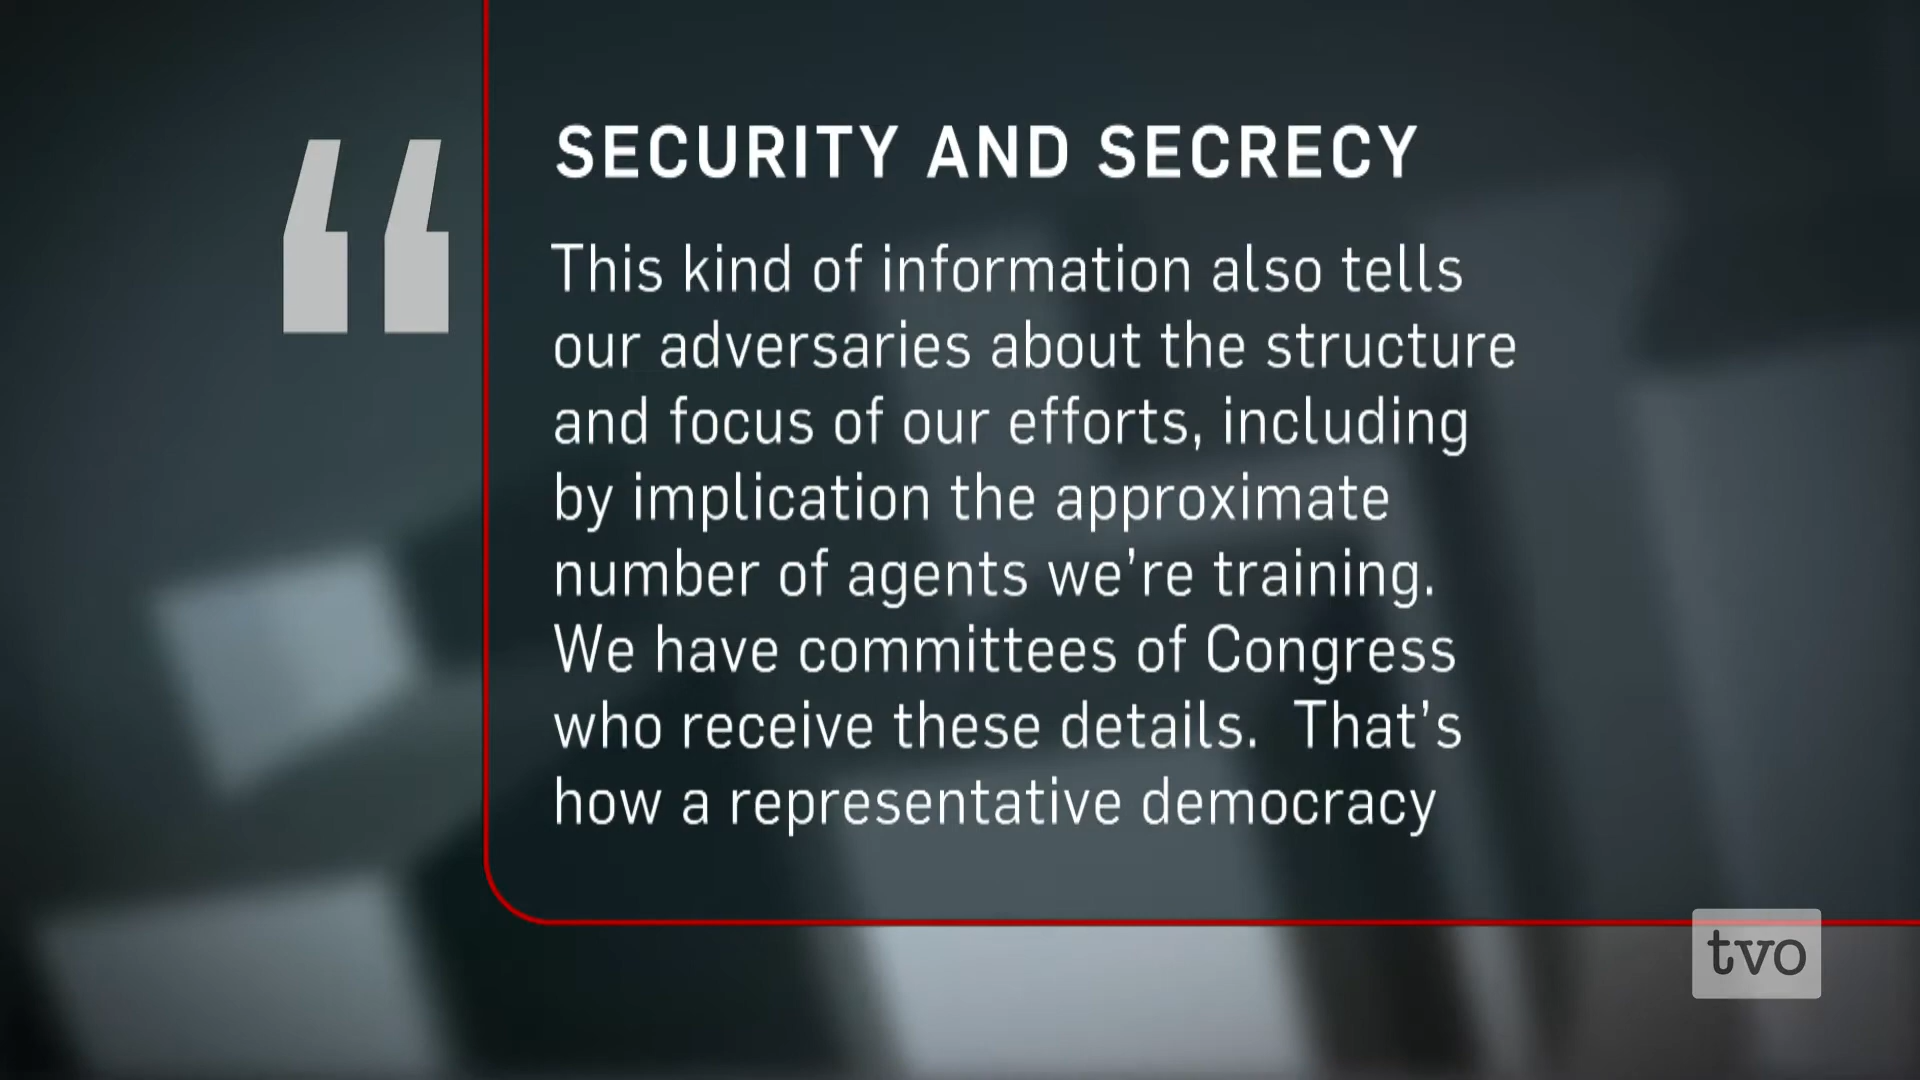 “
SECURITY AND SECRECY
This kind of information also tells
our adversaries about the structure
and focus of our efforts, including
by implication the approximate
number of agents we’re training.
We have committees of Congress
who receive these details.  That’s
how a representative democracy
tvo